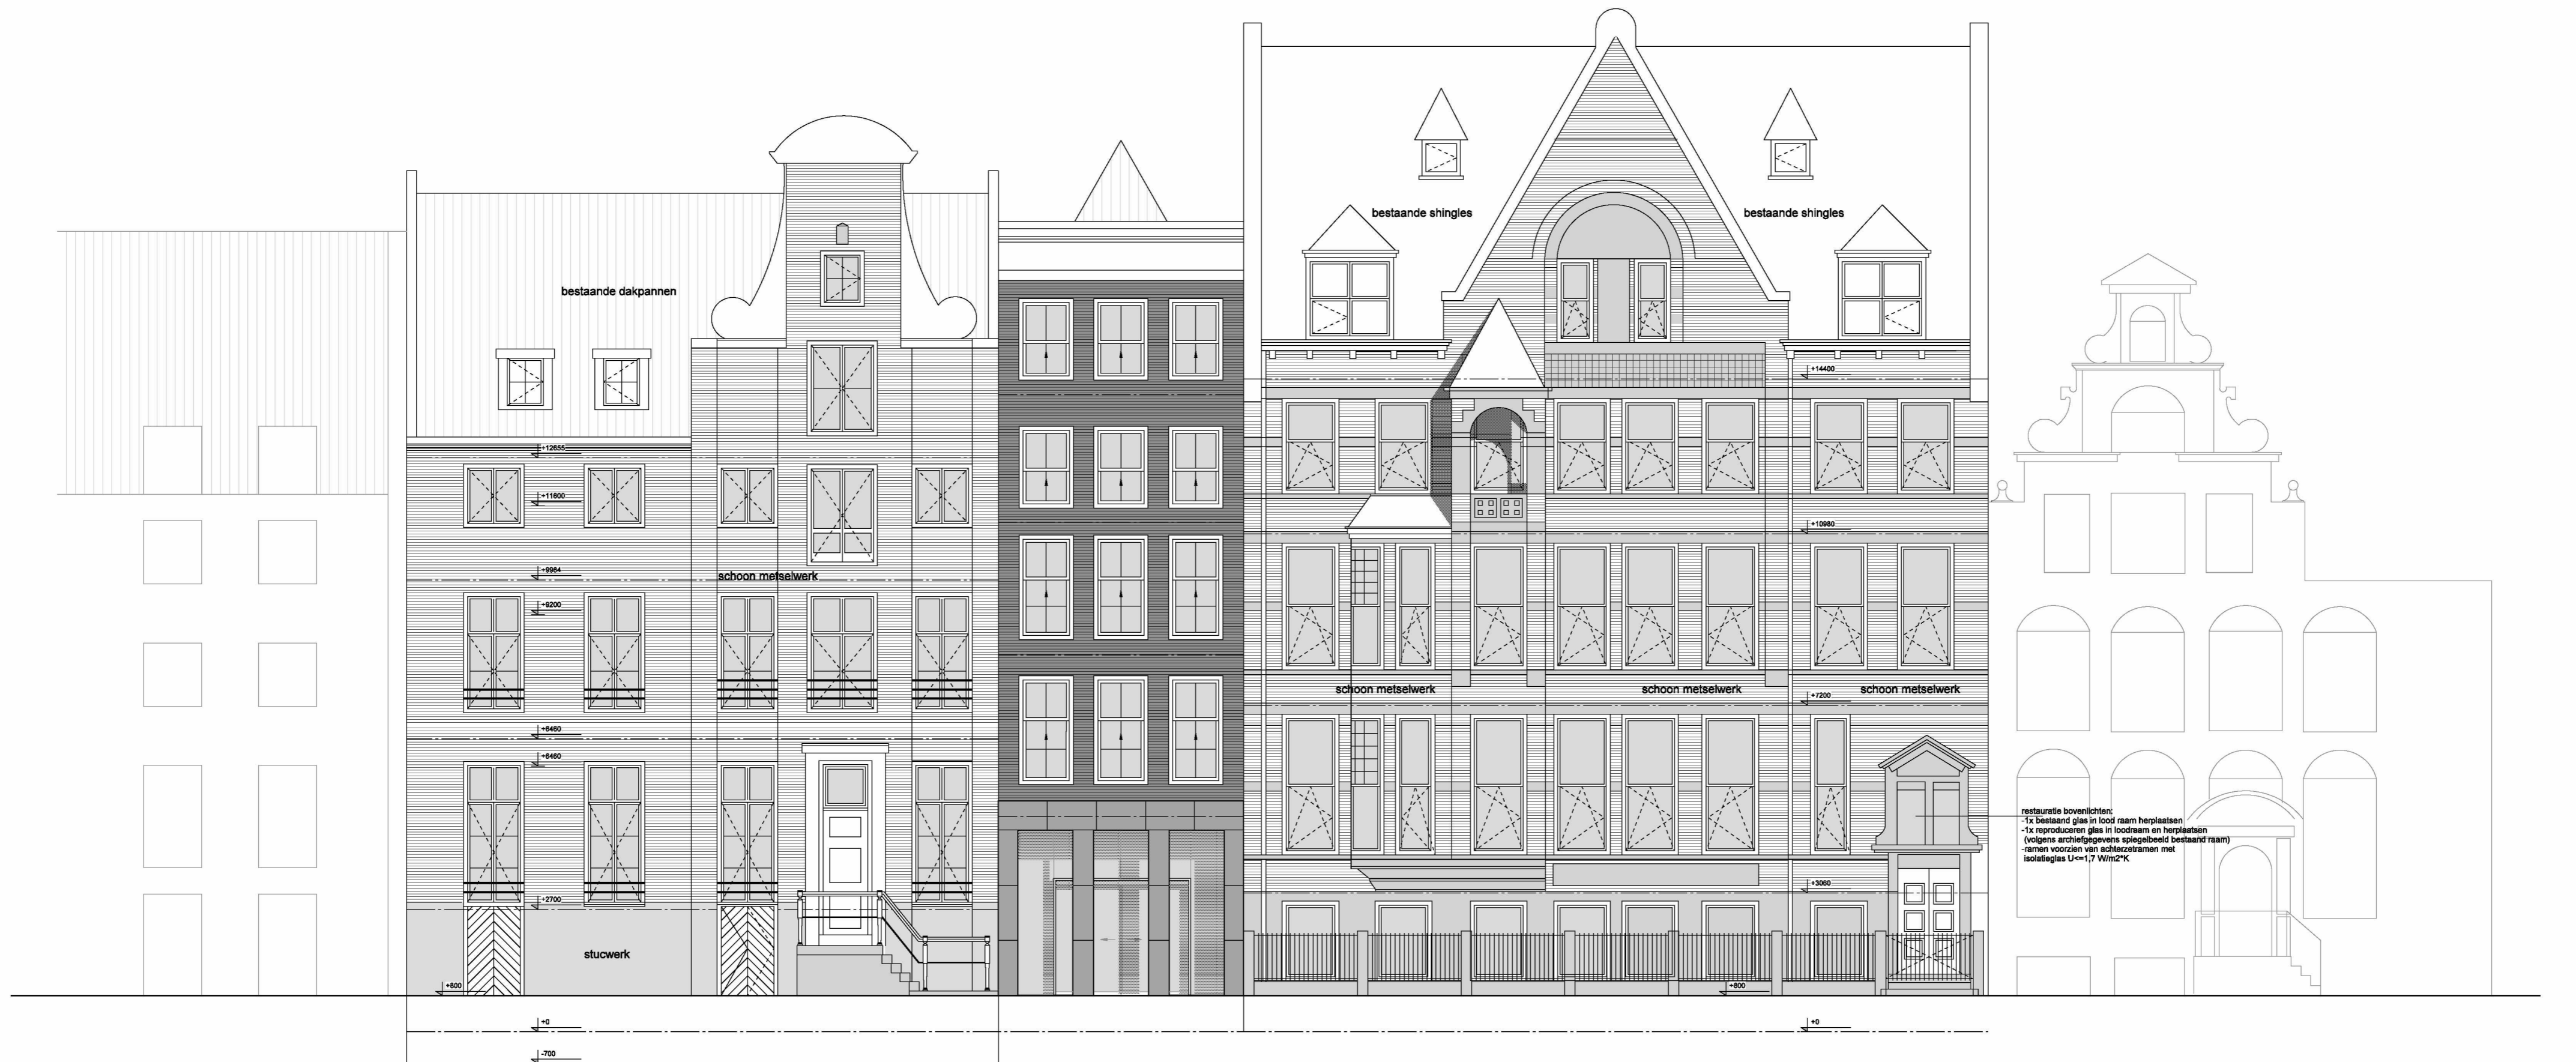 bestaande shingles
bestaande shingles
bestaande dakpannen
+14400
+12655
+11600
+10980
+9984
schoon metselwerk
+9200
schoon metselwerk
schoon metselwerk
schoon metselwerk
+7200
+6460
+6460
restauratie bovenlichten:
-1x bestaand glas in lood raam herplaatsen
-1x reproduceren glas in loodraam en herplaatsen
(volgens archiefgegevens spiegelbeeld bestaand raam)
-ramen voorzien van achterzetramen met
isolatieglas U<=1,7 W/m2*K
+3060
+2700
stucwerk
+800
+800
+0
+0
-700